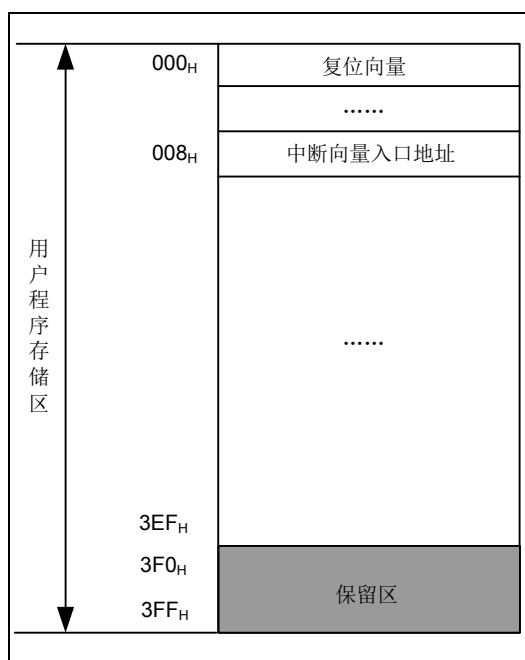 000H 复位向量
......
008H 中断向量入口地址
用户程序存储区
......
3EFH
3F0H
保留区
3FFH